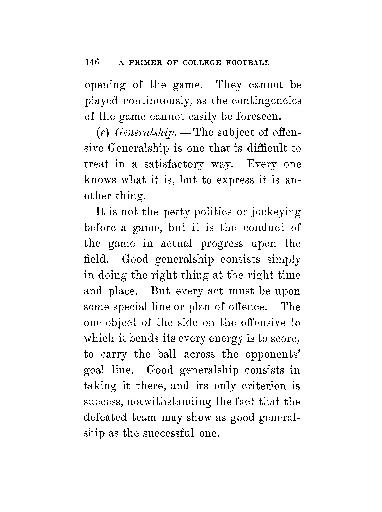 146 A PRIMER OF COLLEGE FOOTBALL
opening of the game. They cannot be
played continuously, as the contingencies
of the game cannot easily be foreseen.
(c) Generalship.—The subject of offen-
sive Generalship is one that is difficult to
treat in a satisfactory way. Every one
knows what it is, but to express it is an-
other thing.
It is not the petty politics or jockeying
before a game, but it is the conduct of
the game in actual progress upon the
field. Good generalship consists simply
in doing the right thing at the right time
and place. But every act must be upon
some special line or plan of offence. The
one object of the side on the offensive to
which it bends its every energy is to score,
to carry the ball across the opponents'
goal line. Good generalship consists in
taking it there, and its only criterion is
success, notwithstanding the fact that the
defeated team may show as good general-
ship as the successful one.